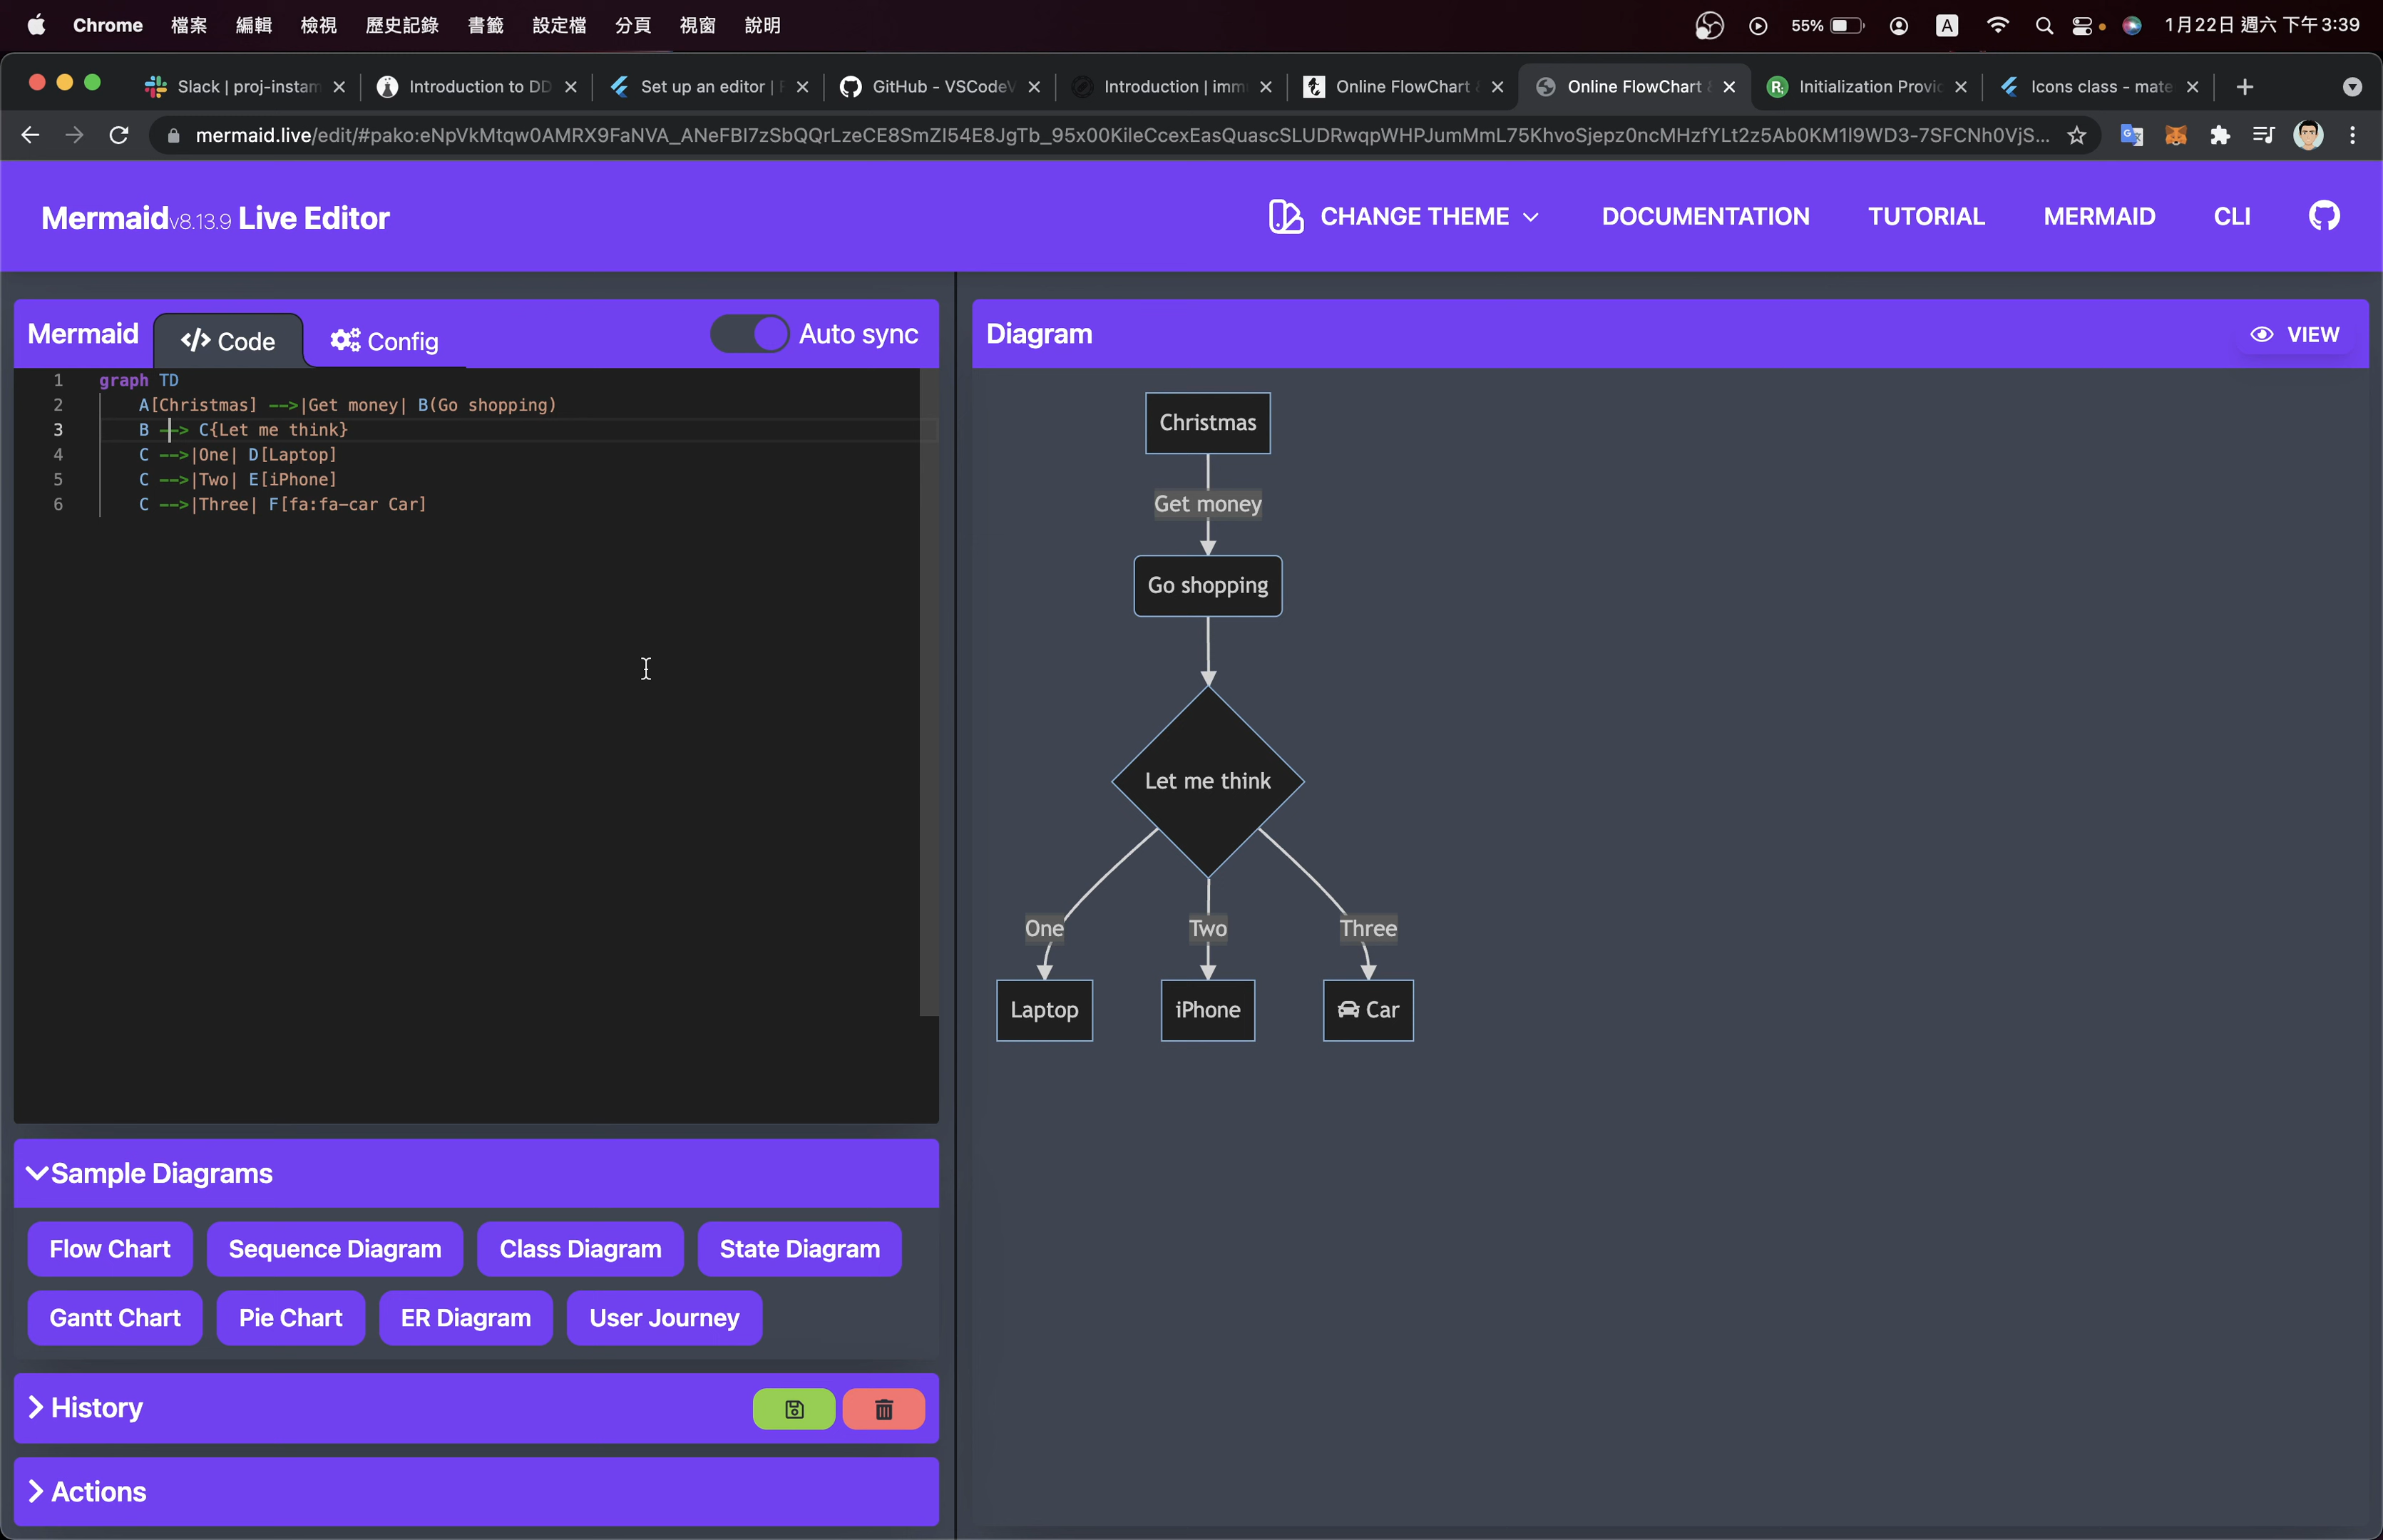 Chrome 檔案 編輯 檢視 歷史記錄 書籤 設定檔 分頁 視窗 說明 55% A 1月22日 週六 下午3:39
Slack | proj-instam Introduction to DD Set up an editor | F GitHub - VSCodeV Introduction | imm Online FlowChart & Online FlowChart & Initialization Provid Icons class - mate
mermaid.live/edit/#pako:eNpVkMtqw0AMRX9FaNVA_ANeFBI7zSbQQrLzeCE8SmZI54E8JgTb_95x00KileCcexEasQuascSLUDRwqpWHPJumMmL75KhvoSjepz0ncMHzfYLt2z5Ab0KM1l9WD3-7SFCNh0VjS...
Mermaidv8.13.9 Live Editor
CHANGE THEME DOCUMENTATION TUTORIAL MERMAID CLI
Mermaid </> Code Config Auto sync
1 graph TD
2 A[Christmas] -->|Get money| B(Go shopping)
3 B --> C{Let me think}
4 C -->|One| D[Laptop]
5 C -->|Two| E[iPhone]
6 C -->|Three| F[fa:fa-car Car]
Sample Diagrams
Flow Chart Sequence Diagram Class Diagram State Diagram
Gantt Chart Pie Chart ER Diagram User Journey
History
Actions
Diagram VIEW
Christmas
Get money
Go shopping
Let me think
One Two Three
Laptop iPhone Car